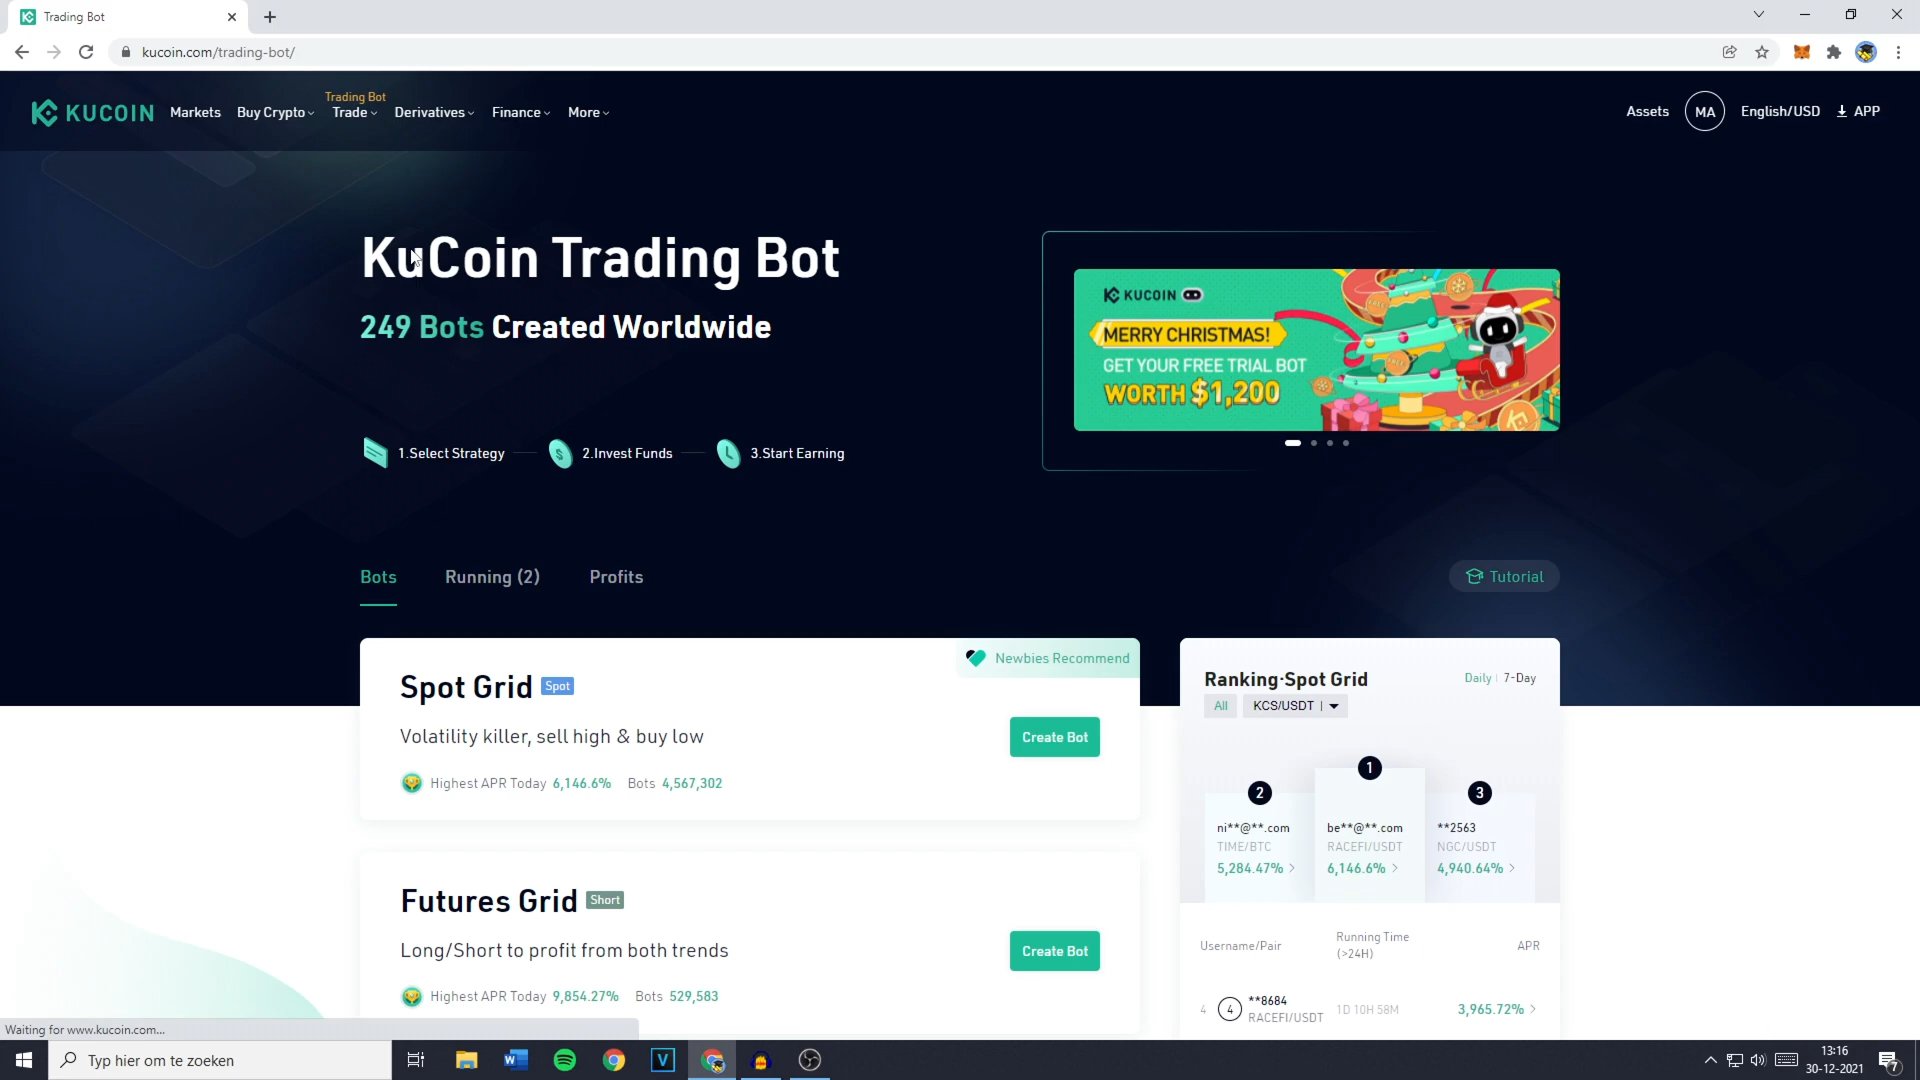 Trading Bot
kucoin.com/trading-bot/
KUCOIN
Markets
Buy Crypto
Trading Bot
Trade
Derivatives
Finance
More
Assets
MA
English/USD
APP
KuCoin Trading Bot
249 Bots Created Worldwide
1.Select Strategy
2.Invest Funds
3.Start Earning
KUCOIN
MERRY CHRISTMAS!
GET YOUR FREE TRIAL BOT
WORTH $1,200
Bots
Running (2)
Profits
Tutorial
Newbies Recommend
Spot Grid Spot
Volatility killer, sell high & buy low
Create Bot
Highest APR Today 6,146.6% Bots 4,567,302
Futures Grid Short
Long/Short to profit from both trends
Create Bot
Highest APR Today 9,854.27% Bots 529,583
Ranking·Spot Grid
Daily | 7-Day
All
KCS/USDT
2
ni**@**.com
TIME/BTC
5,284.47% >
1
be**@**.com
RACEFI/USDT
6,146.6% >
3
**2563
NGC/USDT
4,940.64% >
Username/Pair
Running Time
(>24H)
APR
4
4
**8684
RACEFI/USDT
1D 10H 58M
3,965.72% >
Waiting for www.kucoin.com...
Typ hier om te zoeken
13:16
30-12-2021
7